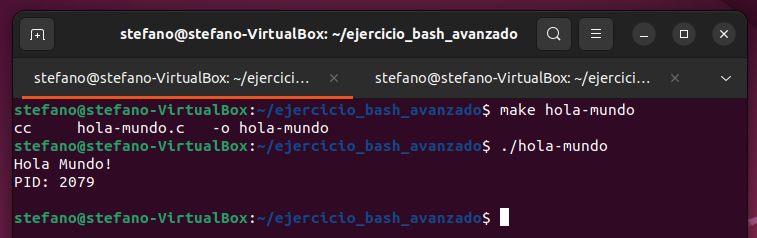 stefano@stefano-VirtualBox: ~/ejercicio_bash_avanzado
stefano@stefano-VirtualBox: ~/ejercici... stefano@stefano-VirtualBox: ~/ejercici...
stefano@stefano-VirtualBox:~/ejercicio_bash_avanzado$ make hola-mundo
cc     hola-mundo.c   -o hola-mundo
stefano@stefano-VirtualBox:~/ejercicio_bash_avanzado$ ./hola-mundo
Hola Mundo!
PID: 2079
stefano@stefano-VirtualBox:~/ejercicio_bash_avanzado$